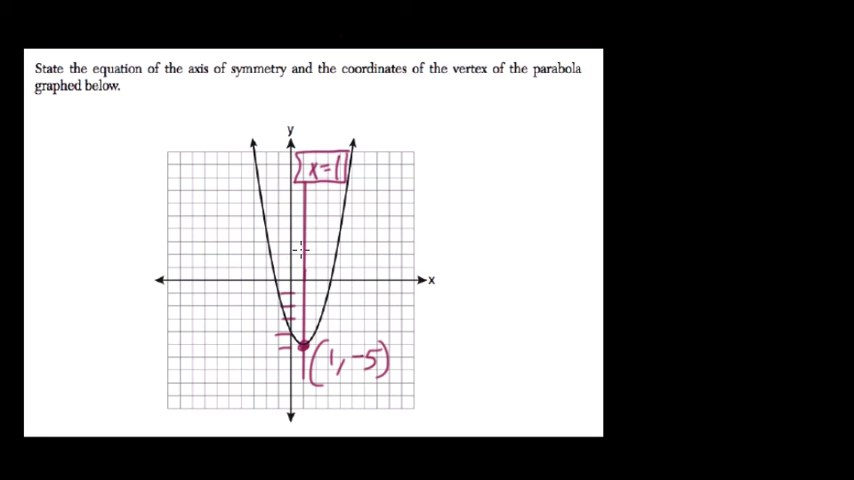 State the equation of the axis of symmetry and the coordinates of the vertex of the parabola
graphed below.
y
x=1
x
(1, -5)